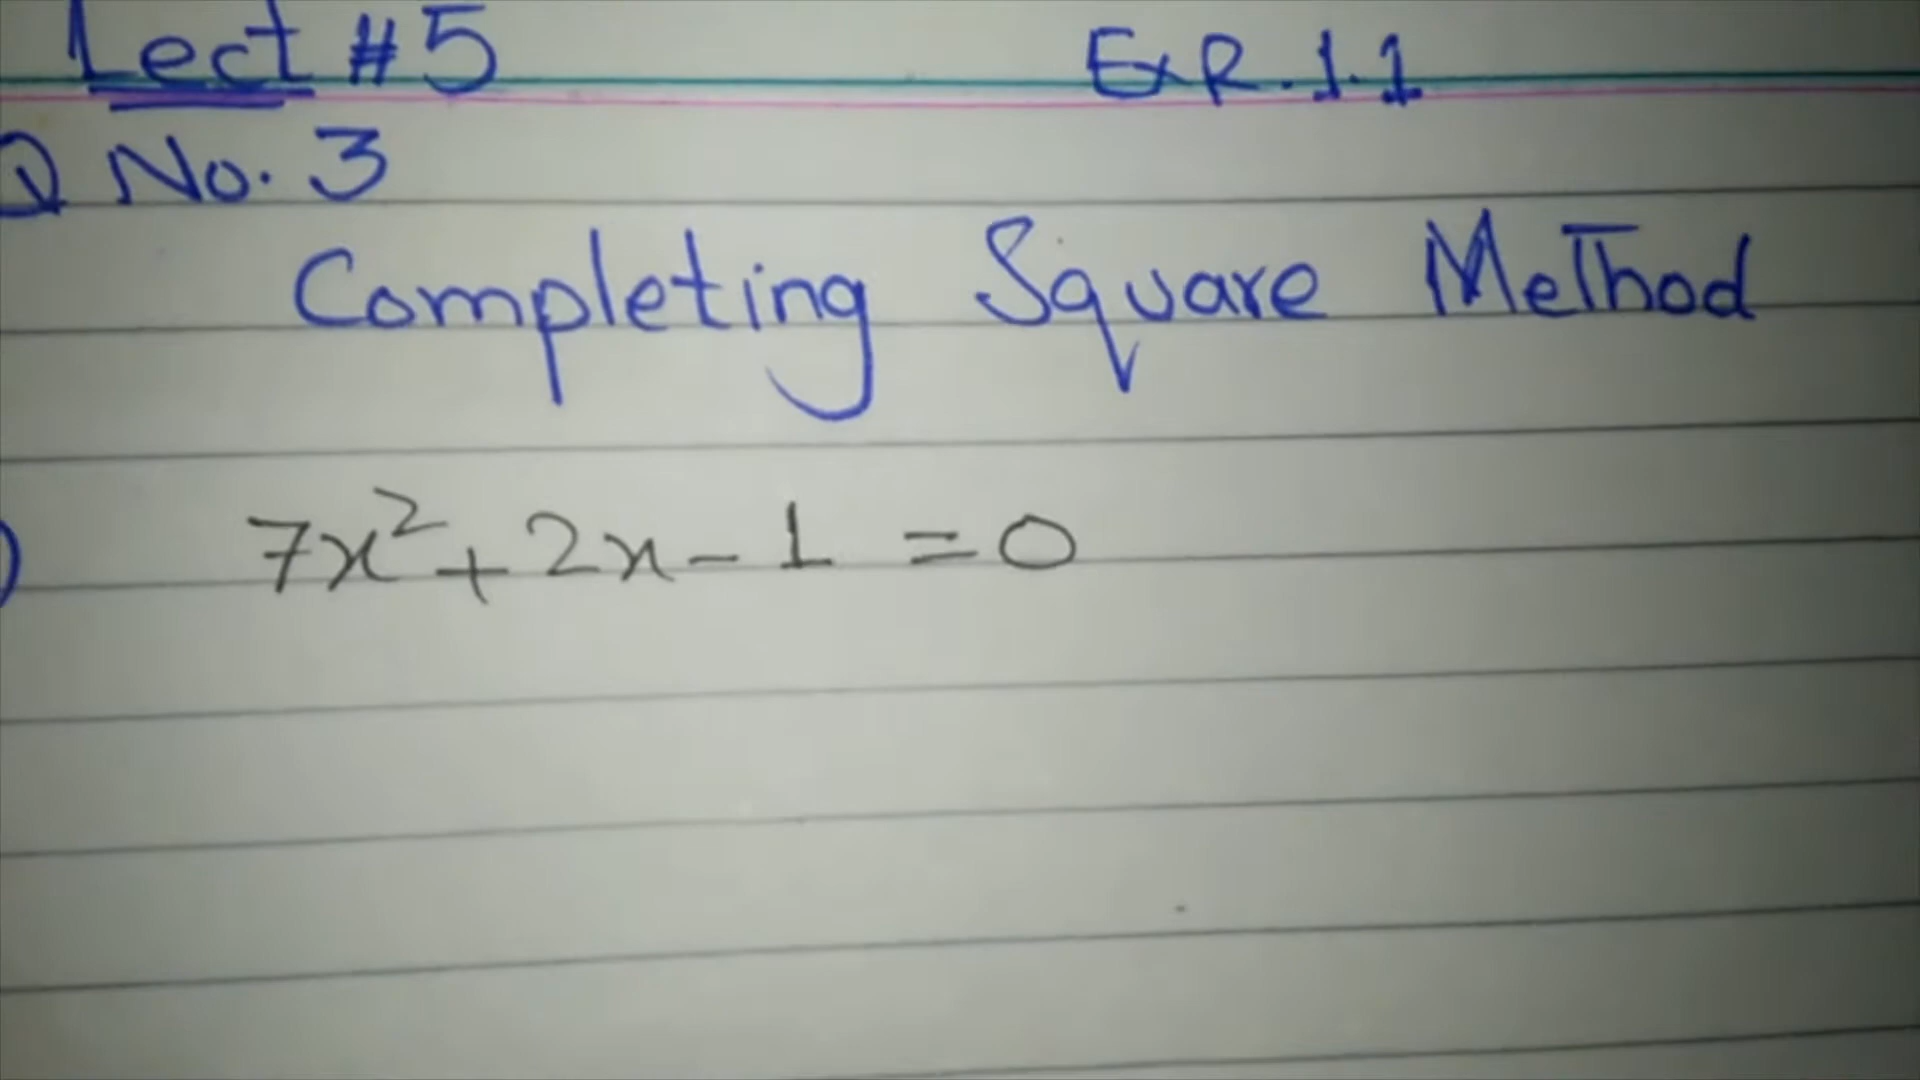 Lect #5 Ex R. 1.1
Q No. 3
Completing Square Method
) 7x²+2x-1 =0